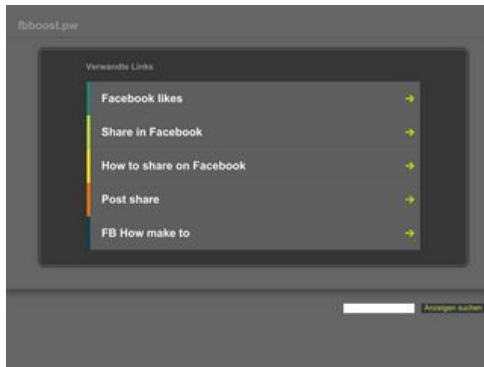 fbboost.pw
Verwandte Links
Facebook likes
Share in Facebook
How to share on Facebook
Post share
FB How make to
Anzeigen suchen